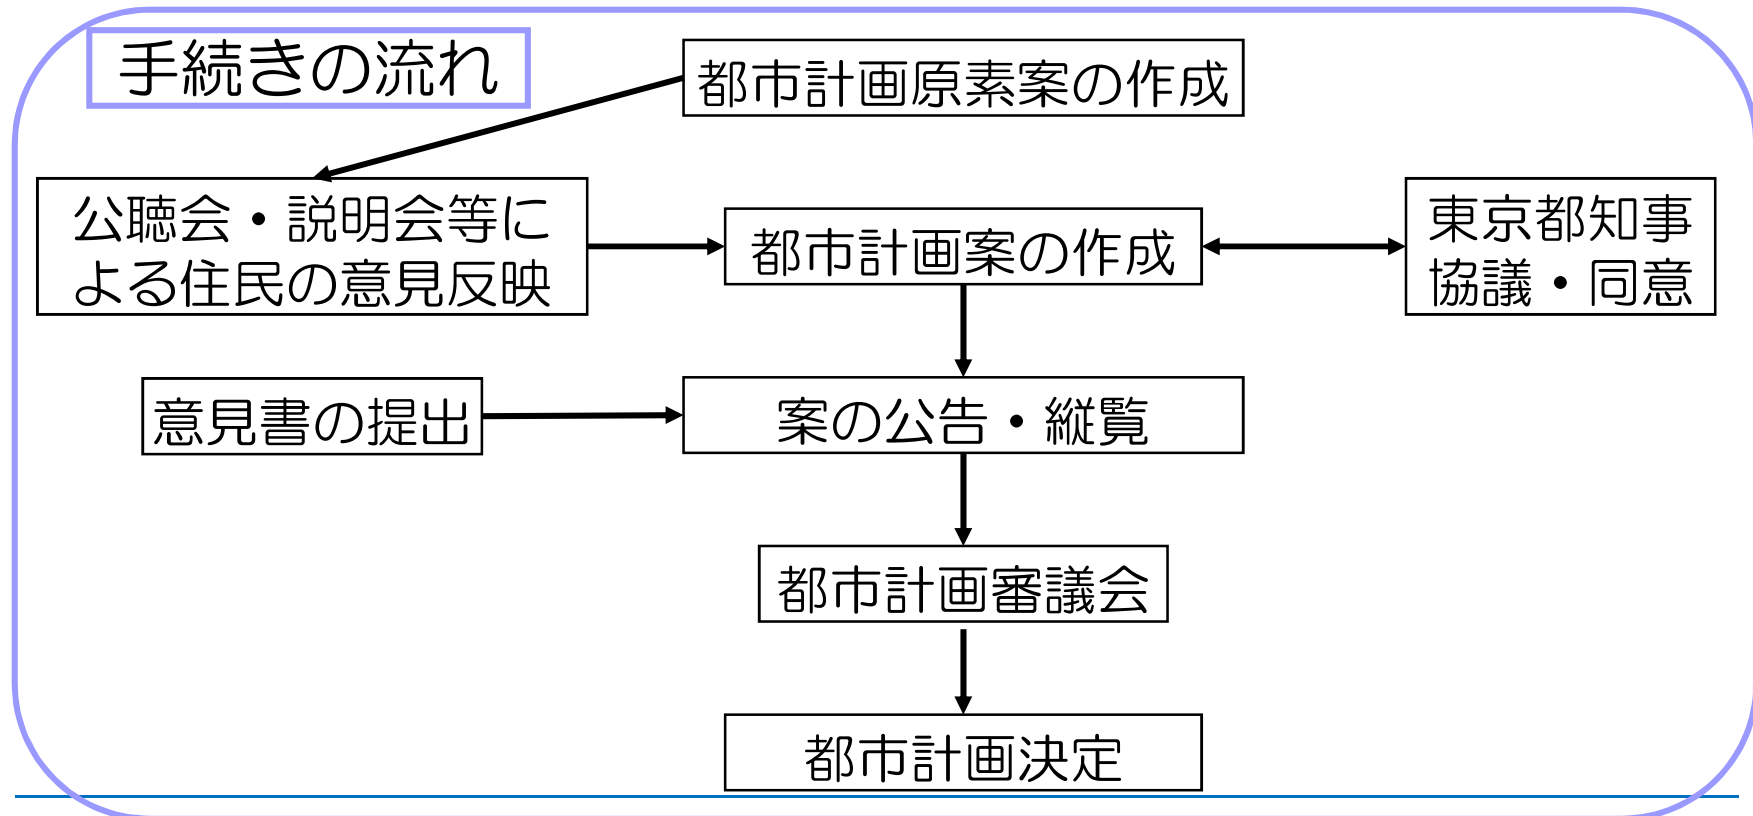 手続きの流れ
都市計画原素案の作成
公聴会・説明会等に
よる住民の意見反映
都市計画案の作成
東京都知事
協議・同意
意見書の提出
案の公告・縦覧
都市計画審議会
都市計画決定